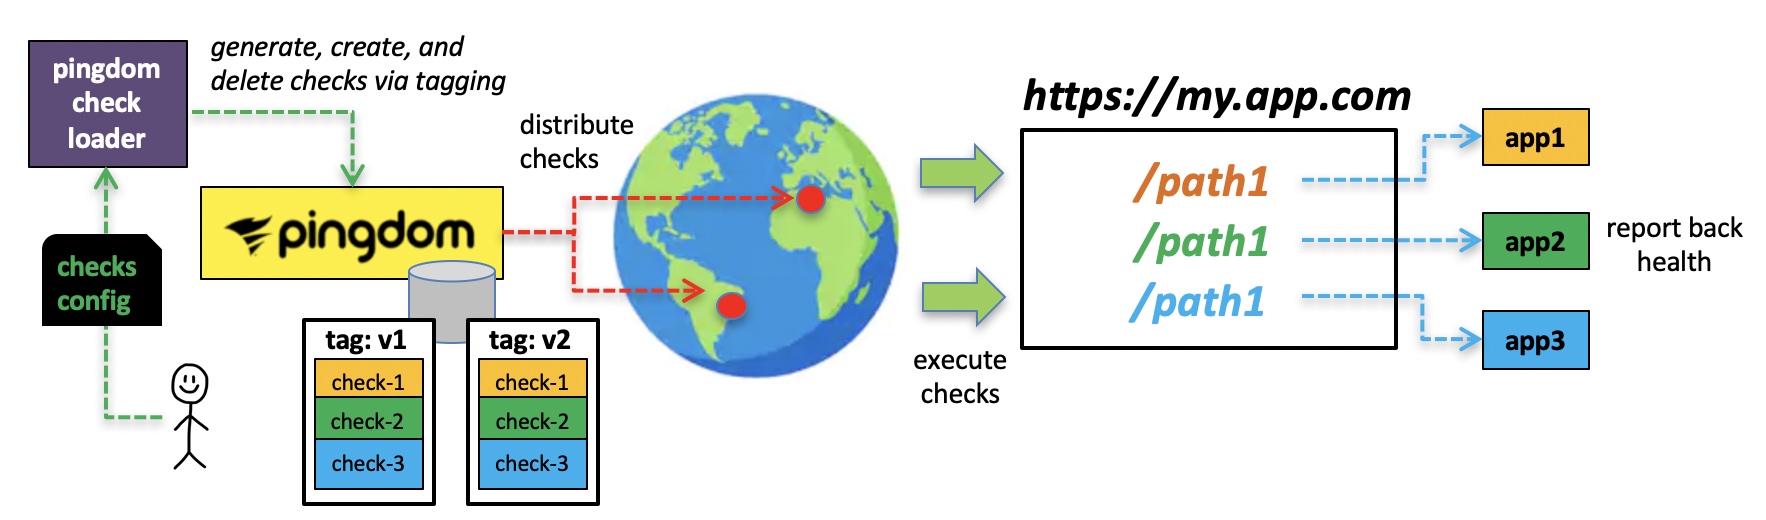 pingdom
check
loader
generate, create, and
delete checks via tagging
checks
config
pingdom
tag: v1
check-1
check-2
check-3
tag: v2
check-1
check-2
check-3
distribute
checks
execute
checks
https://my.app.com
/path1
/path1
/path1
app1
app2
app3
report back
health